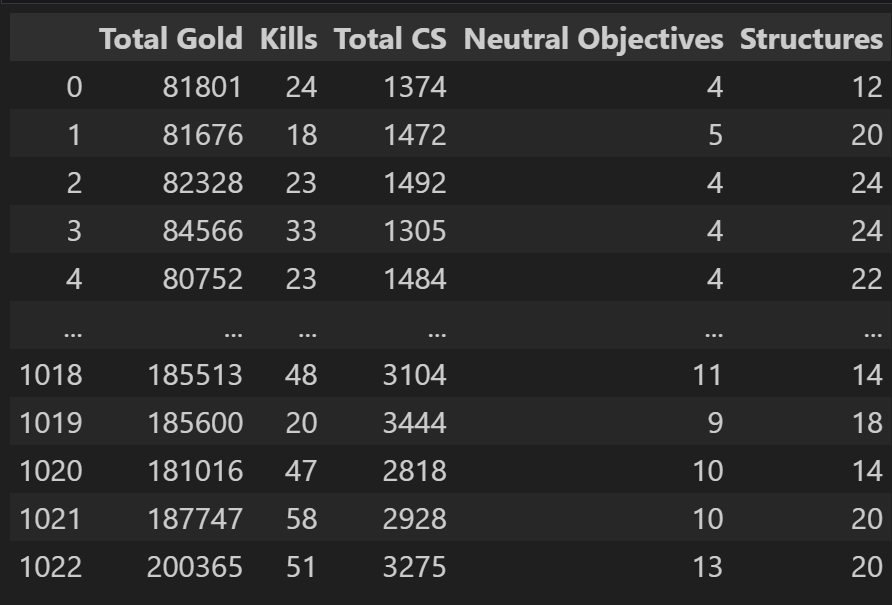 Total Gold Kills Total CS Neutral Objectives Structures
0 81801 24 1374 4 12
1 81676 18 1472 5 20
2 82328 23 1492 4 24
3 84566 33 1305 4 24
4 80752 23 1484 4 22
... ... ... ... ... ...
1018 185513 48 3104 11 14
1019 185600 20 3444 9 18
1020 181016 47 2818 10 14
1021 187747 58 2928 10 20
1022 200365 51 3275 13 20